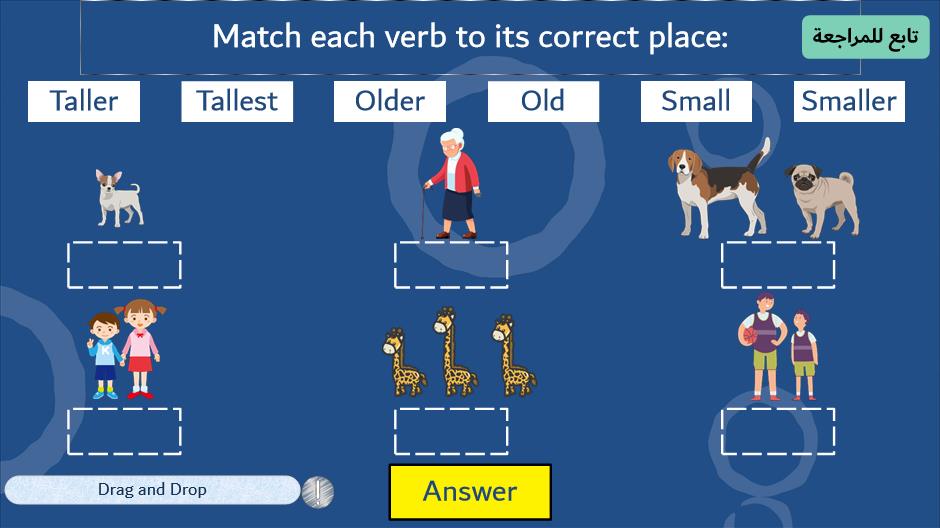 Match each verb to its correct place:
تابع للمراجعة
Taller
Tallest
Older
Old
Small
Smaller
K
Drag and Drop
!
Answer